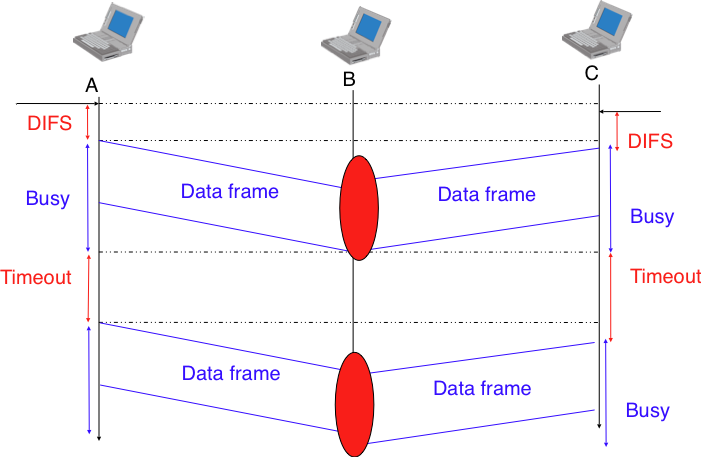 A
B
C
DIFS
DIFS
Data frame
Data frame
Busy
Busy
Timeout
Timeout
Data frame
Data frame
Busy